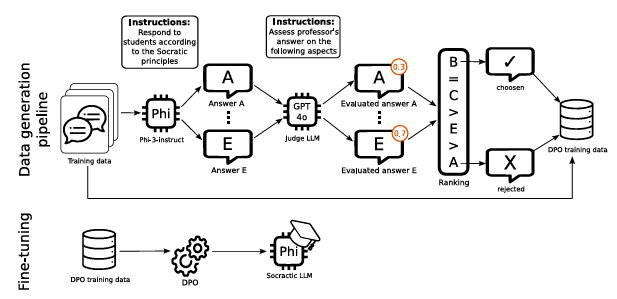 Data generation
pipeline
Instructions:
Respond to
students according
to the Socratic
principles
Instructions:
Assess professor's
answer on the
following aspects
Training data
Phi
Phi-3-instruct
A
Answer A
E
Answer E
GPT
4o
Judge LLM
A
0.3
Evaluated answer A
E
0.7
Evaluated answer E
B
=
C
>
E
>
A
Ranking
✓
choosen
X
rejected
DPO training data
Fine-tuning
DPO training data
DPO
Phi
Socractic LLM